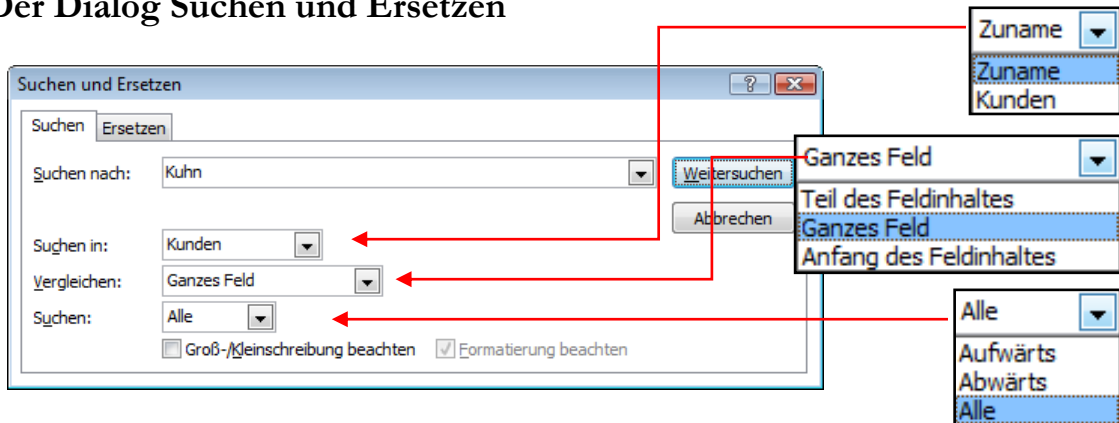 Der Dialog Suchen und Ersetzen
Zuname
Zuname
Kunden
Suchen und Ersetzen
Suchen
Ersetzen
Suchen nach:
Kuhn
Weitersuchen
Abbrechen
Ganzes Feld
Teil des Feldinhaltes
Ganzes Feld
Anfang des Feldinhaltes
Suchen in:
Kunden
Vergleichen:
Ganzes Feld
Suchen:
Alle
Groß-/Kleinschreibung beachten
Formatierung beachten
Alle
Aufwärts
Abwärts
Alle